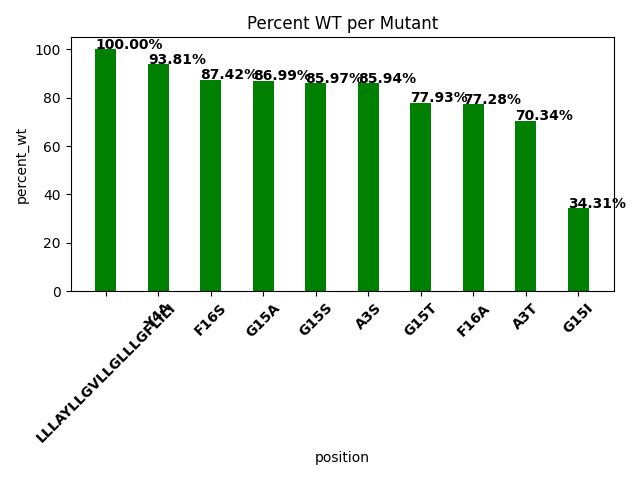 Percent WT per Mutant
percent_wt
100
80
60
40
20
0
100.00%
93.81%
87.42%
86.99%
85.97%
85.94%
77.93%
77.28%
70.34%
34.31%
LLLAYLLGVLLGLLLGFLILI
Y4A
F16S
G15A
G15S
A3S
G15T
F16A
A3T
G15I
position